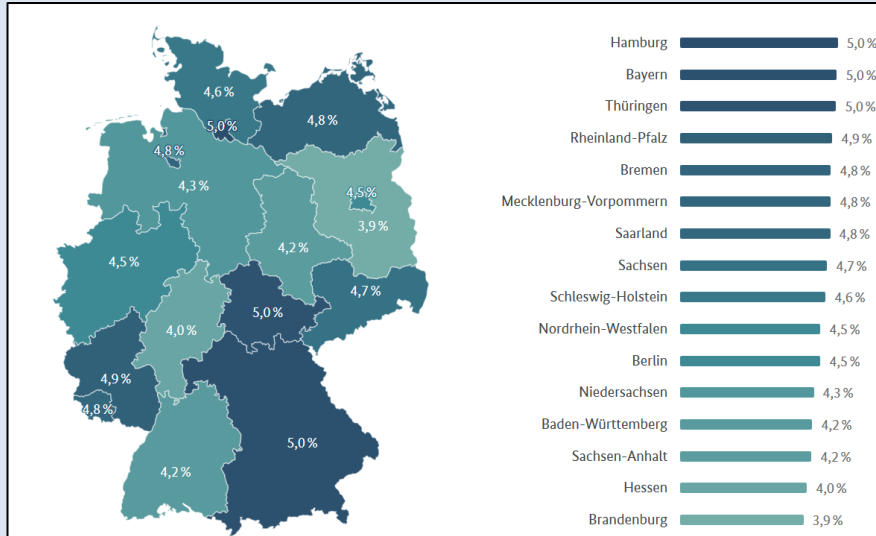 4,6 %
4,8 %
5,0 %
4,8 %
4,3 %
4,5 %
3,9 %
4,2 %
4,5 %
4,7 %
5,0 %
4,0 %
4,9 %
4,8 %
5,0 %
4,2 %
Hamburg 5,0 %
Bayern 5,0 %
Thüringen 5,0 %
Rheinland-Pfalz 4,9 %
Bremen 4,8 %
Mecklenburg-Vorpommern 4,8 %
Saarland 4,8 %
Sachsen 4,7 %
Schleswig-Holstein 4,6 %
Nordrhein-Westfalen 4,5 %
Berlin 4,5 %
Niedersachsen 4,3 %
Baden-Württemberg 4,2 %
Sachsen-Anhalt 4,2 %
Hessen 4,0 %
Brandenburg 3,9 %